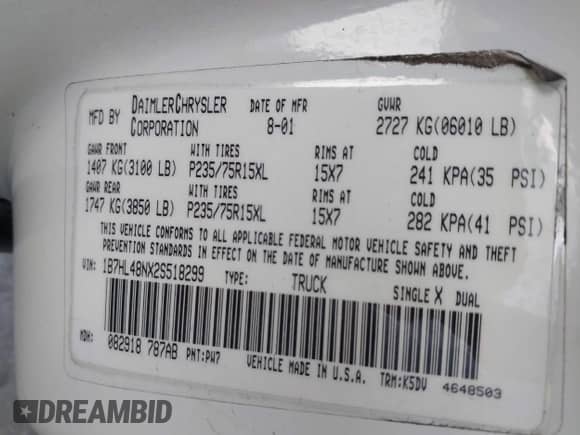 MFD BY DAIMLERCHRYSLER CORPORATION DATE OF MFR 8-01 GVWR 2727 KG(06010 LB)
GAWR FRONT WITH TIRES RIMS AT COLD
1407 KG(3100 LB) P235/75R15XL 15X7 241 KPA(35 PSI)
GAWR REAR WITH TIRES RIMS AT COLD
1747 KG(3850 LB) P235/75R15XL 15X7 282 KPA(41 PSI)
THIS VEHICLE CONFORMS TO ALL APPLICABLE FEDERAL MOTOR VEHICLE SAFETY AND THEFT
PREVENTION STANDARDS IN EFFECT ON THE DATE OF MANUFACTURE SHOWN ABOVE.
VIN: 1B7HL48NX2S518299 TYPE: TRUCK SINGLE X DUAL
MDH: 082918 787AB PNT:PW7 VEHICLE MADE IN U.S.A. TRM:K5DV 4648503
DREAMBID